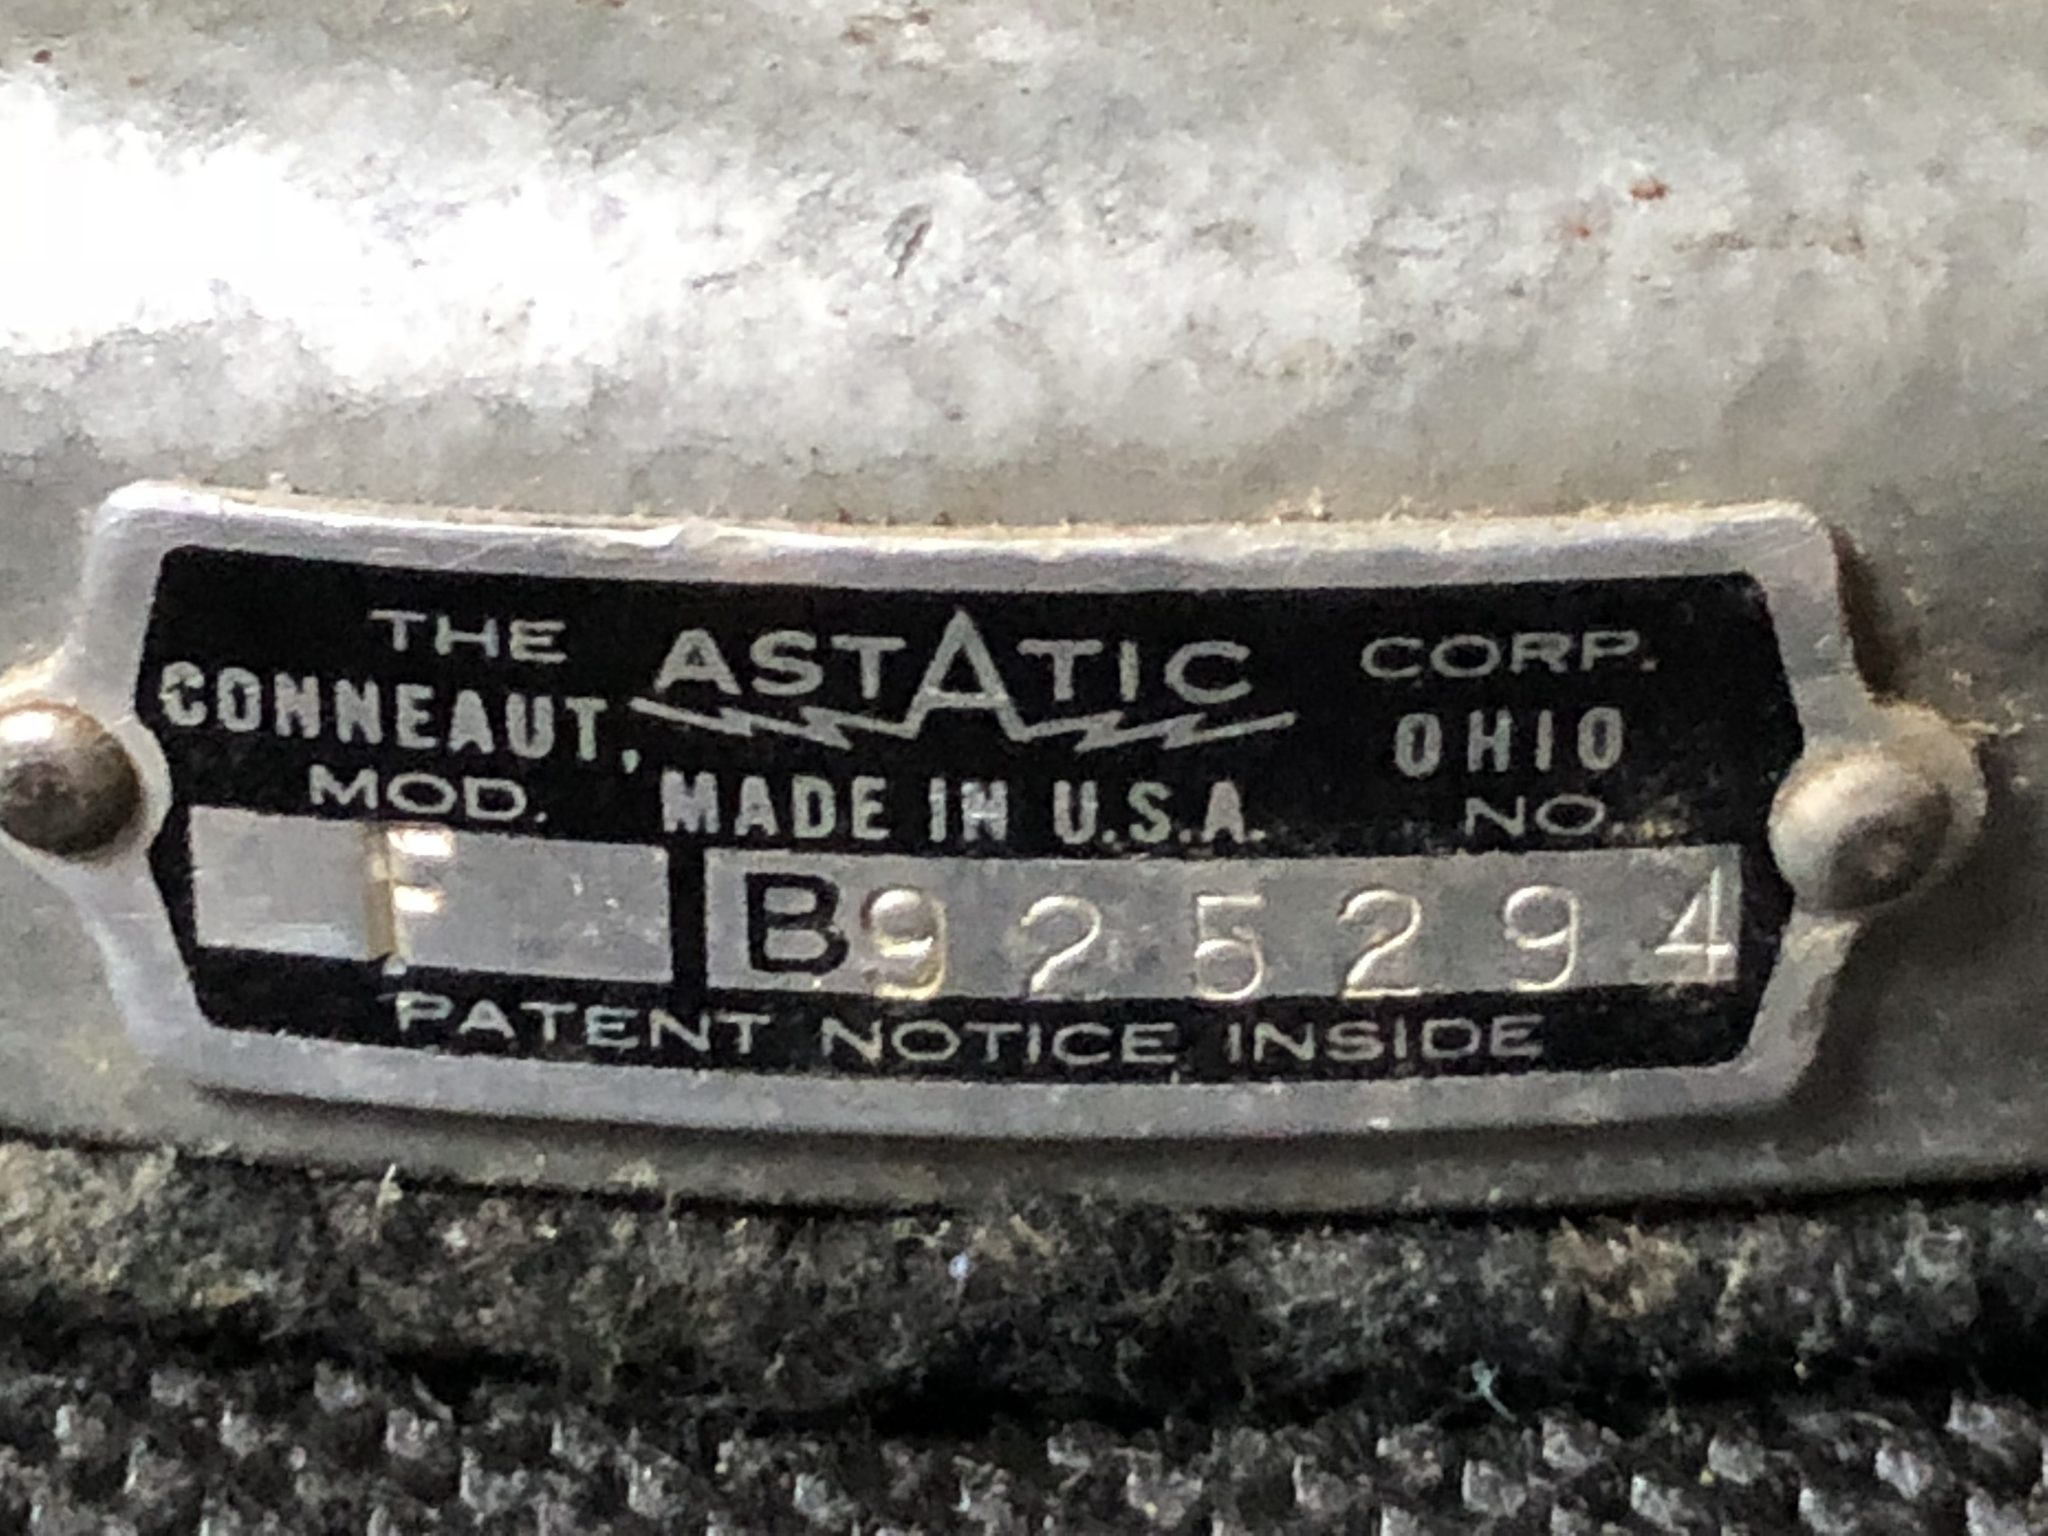 THE ASTATIC CORP.
CONNEAUT, OHIO
MOD. MADE IN U.S.A. NO.
F B925294
PATENT NOTICE INSIDE